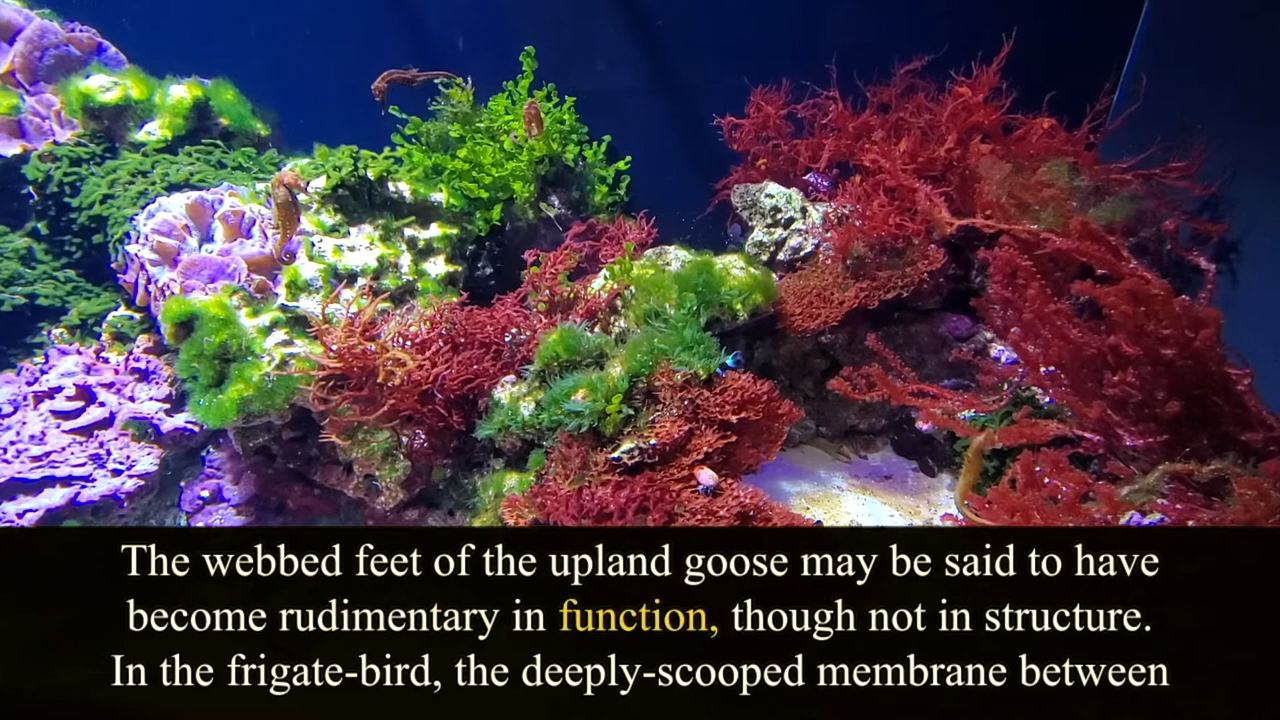 The webbed feet of the upland goose may be said to have
become rudimentary in function, though not in structure.
In the frigate-bird, the deeply-scooped membrane between